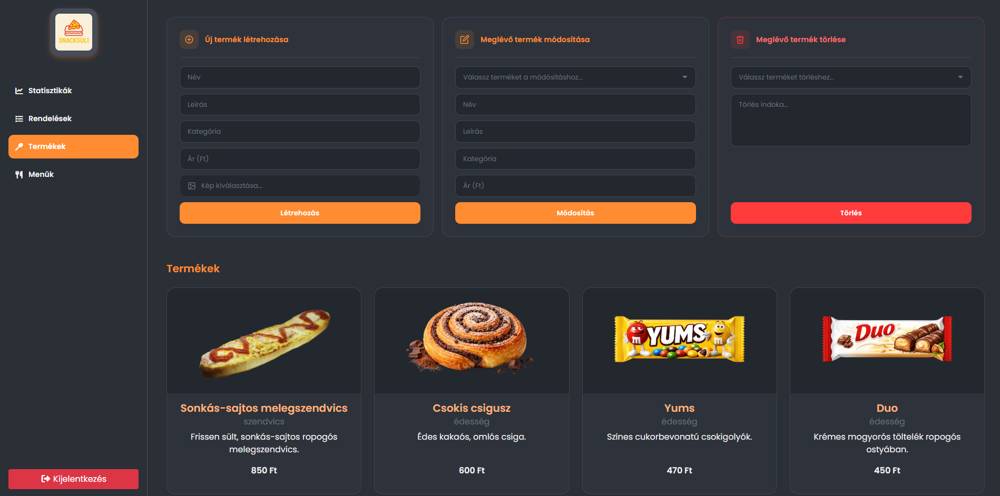 SNACKSULI
Statisztikák
Rendelések
Termékek
Menük
Kijelentkezés
Új termék létrehozása
Név
Leírás
Kategória
Ár (Ft)
Kép kiválasztása...
Létrehozás
Meglévő termék módosítása
Válassz terméket a módósításhoz...
Név
Leírás
Kategória
Ár (Ft)
Módosítás
Meglévő termék törlése
Válassz terméket törléshez...
Törlés indoka...
Törlés
Termékek
Sonkás-sajtos melegszendvics
szendvics
Frissen sült, sonkás-sajtos ropogós
melegszendvics.
850 Ft
Csokis csigusz
édesség
Édes kakaós, omlós csiga.
600 Ft
m
YUMS
m
Yums
édesség
Színes cukorbevonatú csokigolyók.
470 Ft
Duo
Duo
édesség
Krémes mogyorós töltelék ropogós
ostyában.
450 Ft